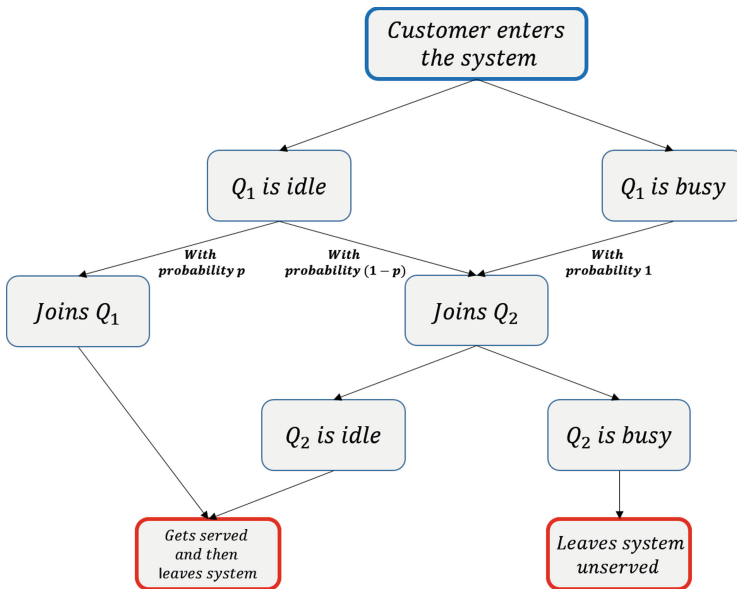 Customer enters
the system
Q₁ is idle
Q₁ is busy
With
probability p
With
probability (1 − p)
With
probability 1
Joins Q₁
Joins Q₂
Q₂ is idle
Q₂ is busy
Gets served
and then
leaves system
Leaves system
unserved